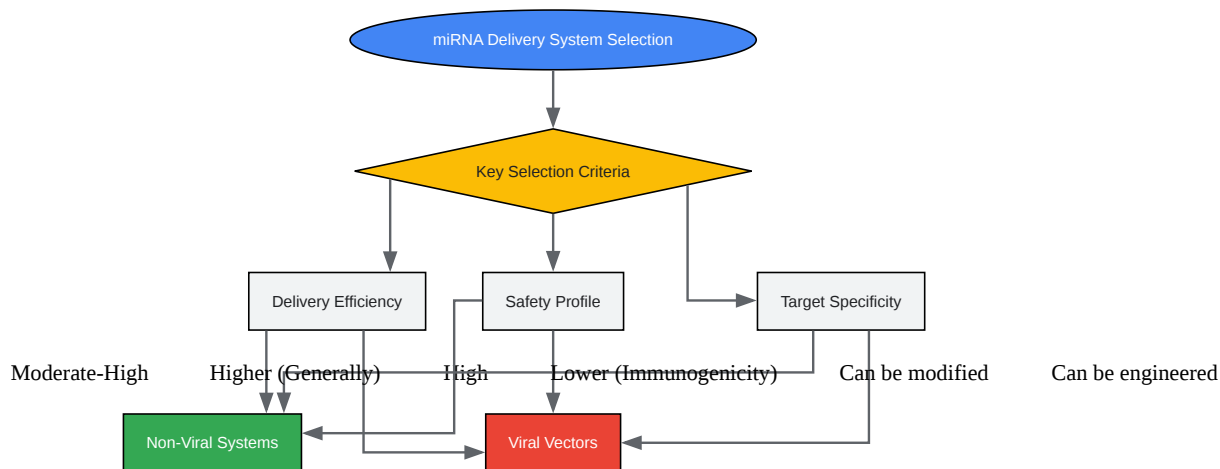 miRNA Delivery System Selection
Key Selection Criteria
Delivery Efficiency
Safety Profile
Target Specificity
Moderate-High
Higher (Generally)
High
Lower (Immunogenicity)
Can be modified
Can be engineered
Non-Viral Systems
Viral Vectors